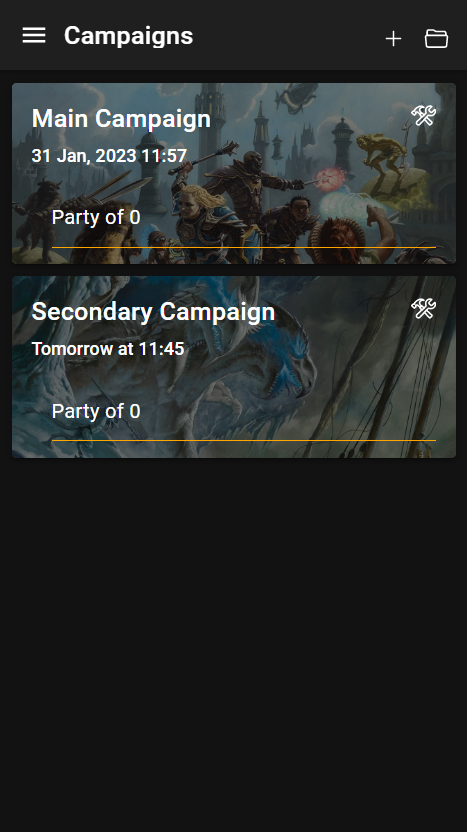 Campaigns
Main Campaign
31 Jan, 2023 11:57
Party of 0
Secondary Campaign
Tomorrow at 11:45
Party of 0